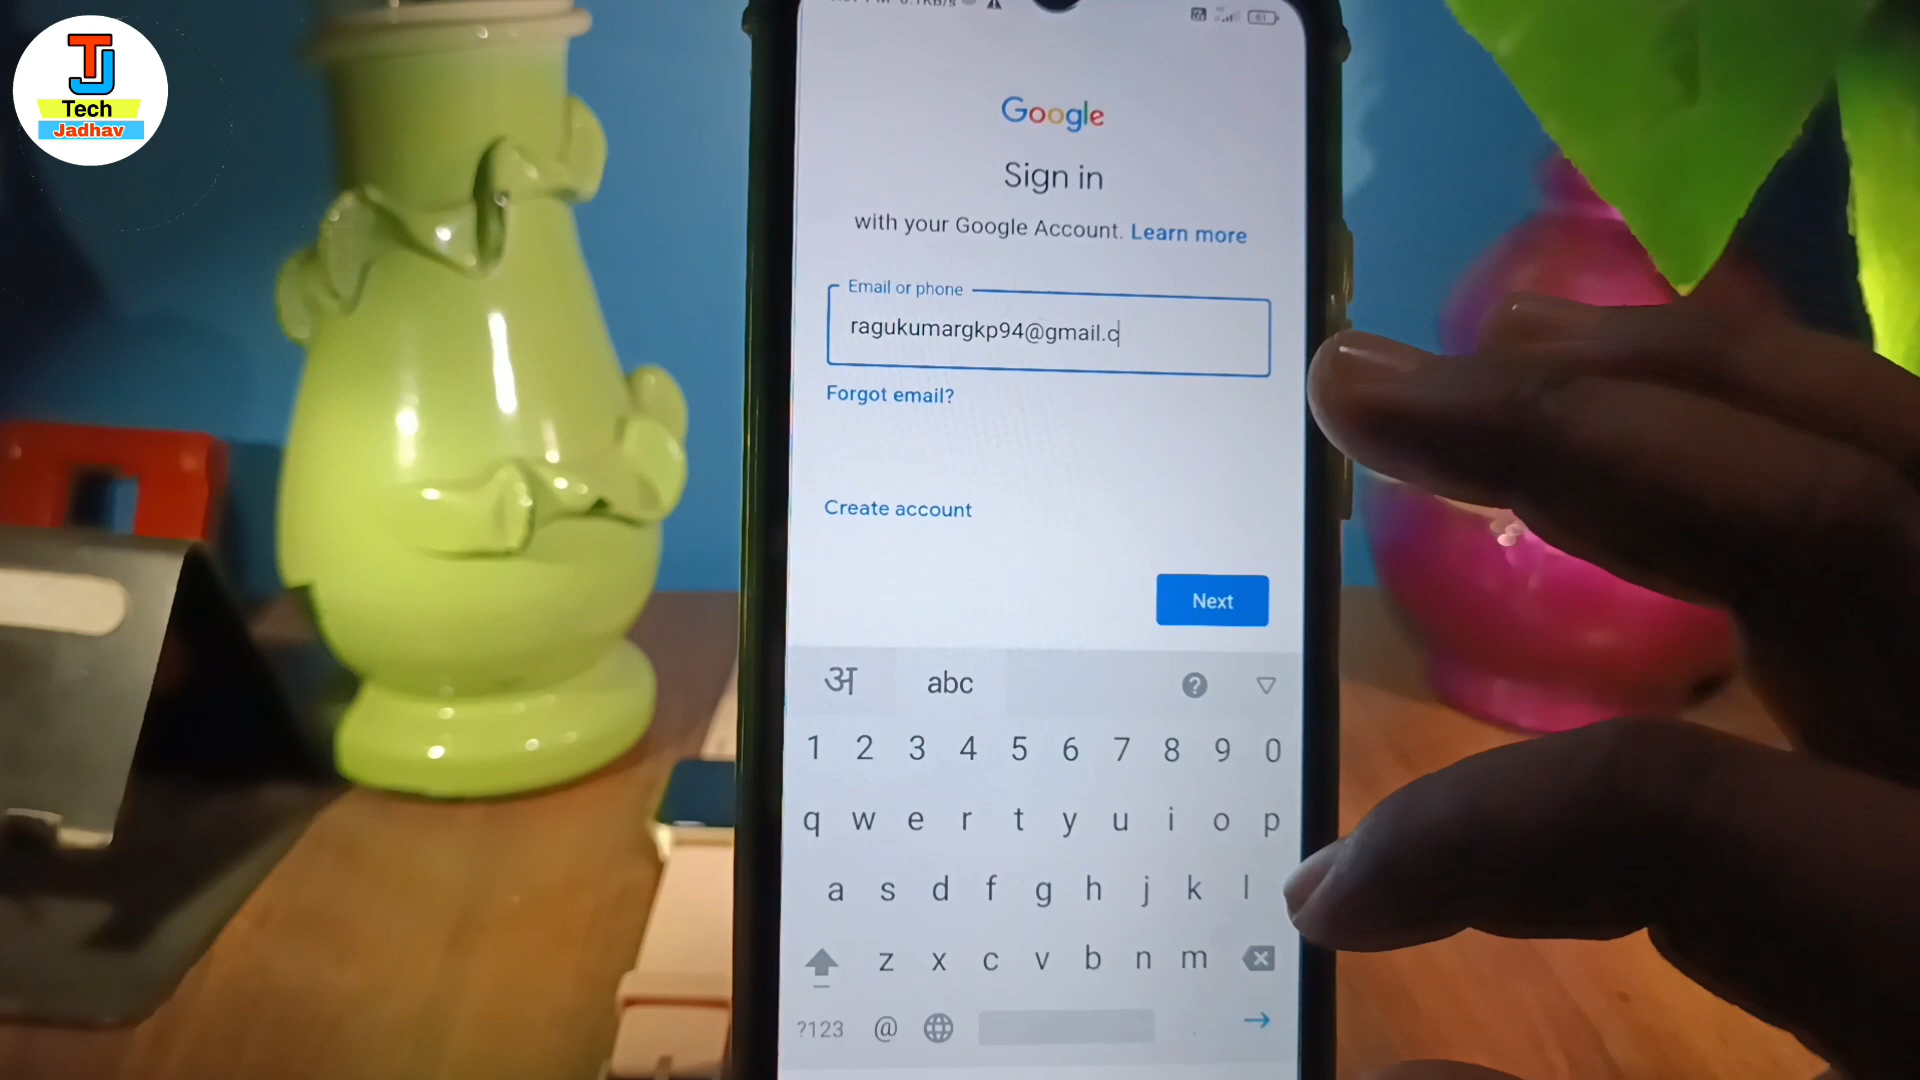 TJ
Tech
Jadhav
Google
Sign in
with your Google Account. Learn more
Email or phone
ragukumargkp94@gmail.c
Forgot email?
Create account
Next
अ abc ?
1 2 3 4 5 6 7 8 9 0
q w e r t y u i o p
a s d f g h j k l
z x c v b n m
?123 @ .